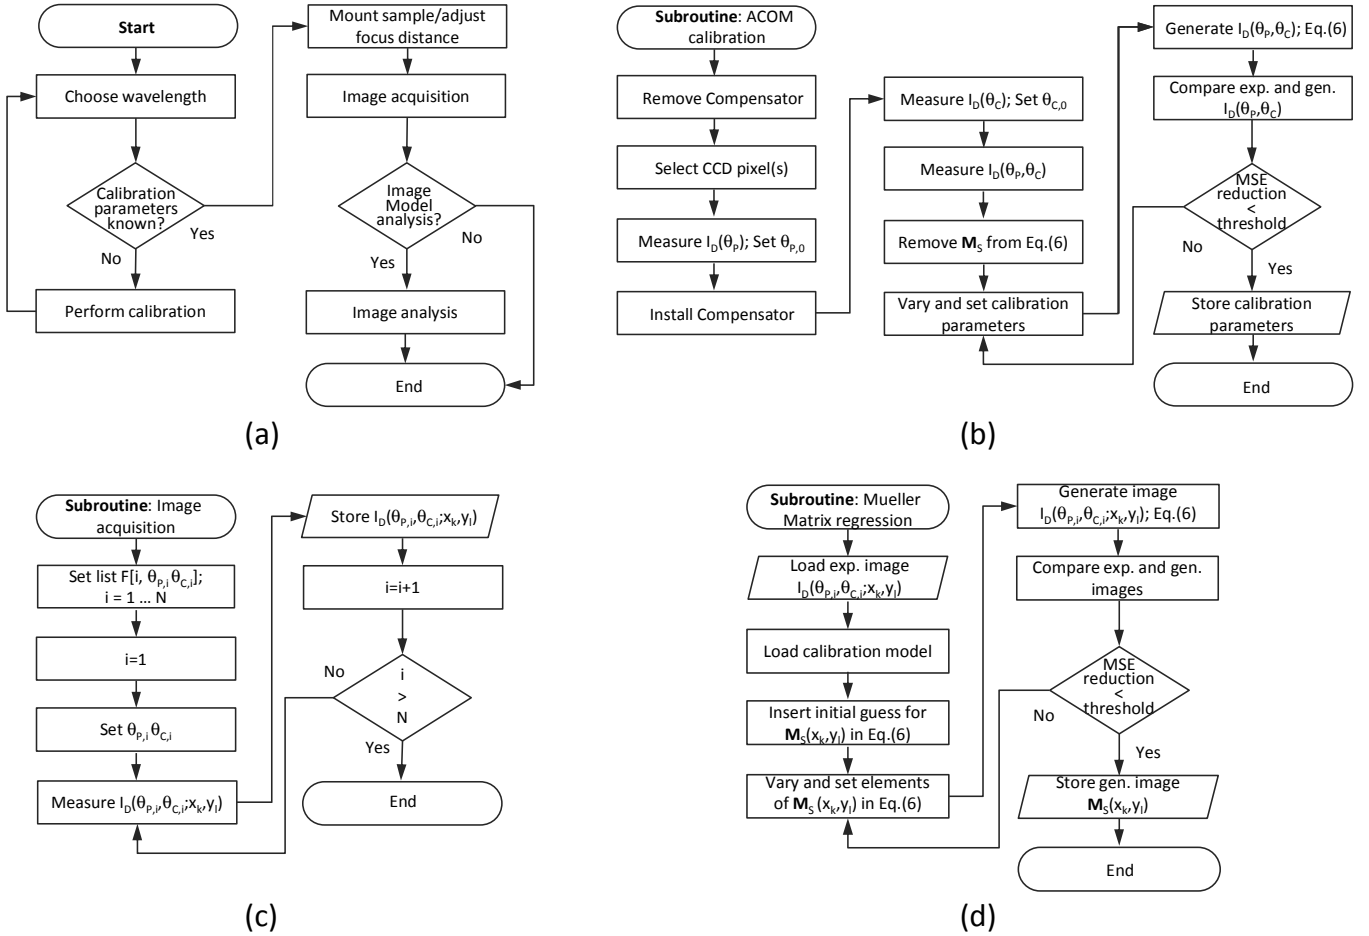 Start
Choose wavelength
Calibration
parameters
known?
Yes
No
Perform calibration
Mount sample/adjust
focus distance
Image acquisition
Image
Model
analysis?
No
Yes
Image analysis
End
(a)
Subroutine: ACOM
calibration
Remove Compensator
Select CCD pixel(s)
Measure I_D(θ_P); Set θ_P,0
Install Compensator
Measure I_D(θ_C); Set θ_C,0
Measure I_D(θ_P,θ_C)
Remove M_S from Eq.(6)
Vary and set calibration
parameters
Generate I_D(θ_P,θ_C); Eq.(6)
Compare exp. and gen.
I_D(θ_P,θ_C)
MSE
reduction
<
threshold
No
Yes
Store calibration
parameters
End
(b)
Subroutine: Image
acquisition
Set list F[i, θ_P,i θ_C,i];
i = 1 ... N
i=1
Set θ_P,i θ_C,i
Measure I_D(θ_P,i,θ_C,i;x_k,y_l)
Store I_D(θ_P,i,θ_C,i;x_k,y_l)
i=i+1
No
i
>
N
Yes
End
(c)
Subroutine: Mueller
Matrix regression
Load exp. image
I_D(θ_P,i,θ_C,i;x_k,y_l)
Load calibration model
Insert initial guess for
M_S(x_k,y_l) in Eq.(6)
Vary and set elements
of M_S (x_k,y_l) in Eq.(6)
Generate image
I_D(θ_P,i,θ_C,i;x_k,y_l); Eq.(6)
Compare exp. and gen.
images
MSE
reduction
<
threshold
No
Yes
Store gen. image
M_S(x_k,y_l)
End
(d)